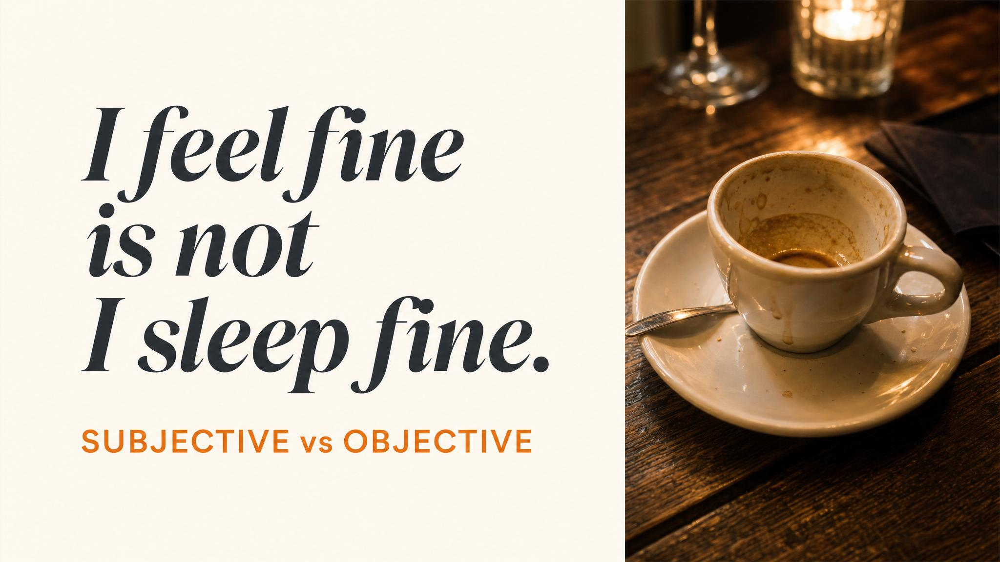 I feel fine
is not
I sleep fine.
SUBJECTIVE vs OBJECTIVE